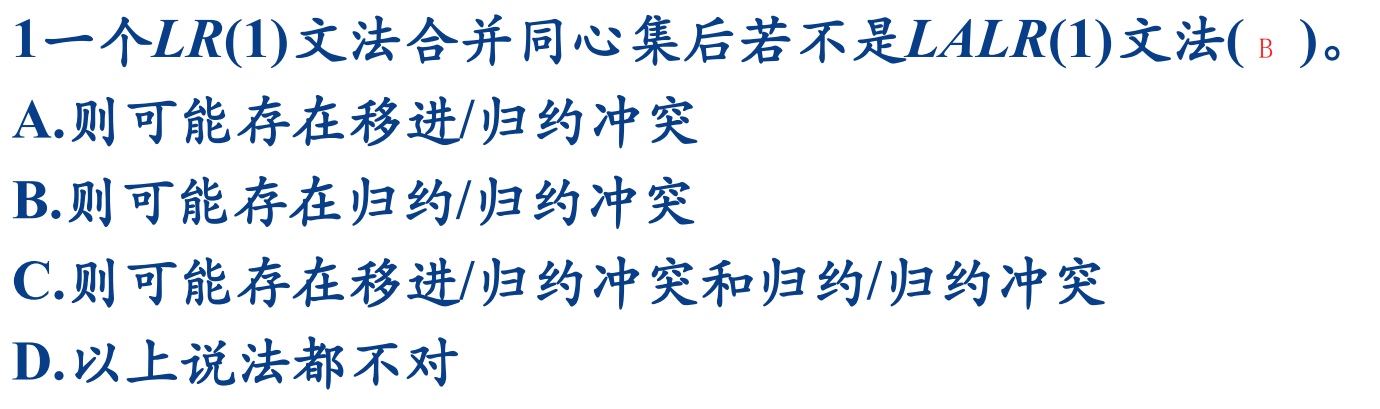 1一个LR(1)文法合并同心集后若不是LALR(1)文法( B )。
A.则可能存在移进/归约冲突
B.则可能存在归约/归约冲突
C.则可能存在移进/归约冲突和归约/归约冲突
D.以上说法都不对